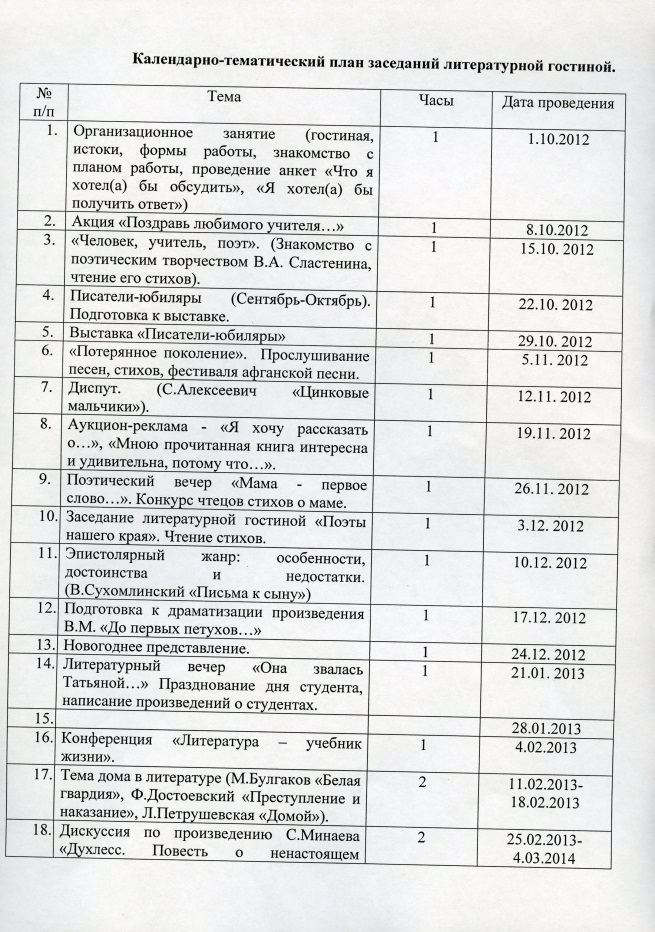 Календарно-тематический план заседаний литературной гостиной.
№ п/п Тема Часы Дата проведения
1. Организационное занятие (гостиная, 1 1.10.2012
истоки, формы работы, знакомство с
планом работы, проведение анкет «Что я
хотел(а) бы обсудить», «Я хотел(а) бы
получить ответ»)
2. Акция «Поздравь любимого учителя…» 1 8.10.2012
3. «Человек, учитель, поэт». (Знакомство с 1 15.10. 2012
поэтическим творчеством В.А. Сластенина,
чтение его стихов).
4. Писатели-юбиляры (Сентябрь-Октябрь). 1 22.10. 2012
Подготовка к выставке.
5. Выставка «Писатели-юбиляры» 1 29.10. 2012
6. «Потерянное поколение». Прослушивание 1 5.11. 2012
песен, стихов, фестиваля афганской песни.
7. Диспут. (С.Алексеевич «Цинковые 1 12.11. 2012
мальчики»).
8. Аукцион-реклама - «Я хочу рассказать 1 19.11. 2012
о…», «Мною прочитанная книга интересна
и удивительна, потому что…».
9. Поэтический вечер «Мама - первое 1 26.11. 2012
слово…». Конкурс чтецов стихов о маме.
10. Заседание литературной гостиной «Поэты 1 3.12. 2012
нашего края». Чтение стихов.
11. Эпистолярный жанр: особенности, 1 10.12. 2012
достоинства и недостатки.
(В.Сухомлинский «Письма к сыну»)
12. Подготовка к драматизации произведения 1 17.12. 2012
В.М. «До первых петухов…»
13. Новогоднее представление. 1 24.12. 2012
14. Литературный вечер «Она звалась 1 21.01. 2013
Татьяной…» Празднование дня студента,
написание произведений о студентах.
15. 28.01.2013
16. Конференция «Литература – учебник 1 4.02.2013
жизни».
17. Тема дома в литературе (М.Булгаков «Белая 2 11.02.2013-
гвардия», Ф.Достоевский «Преступление и 18.02.2013
наказание», Л.Петрушевская «Домой»).
18. Дискуссия по произведению С.Минаева 2 25.02.2013-
«Духлесс. Повесть о ненастоящем 4.03.2014